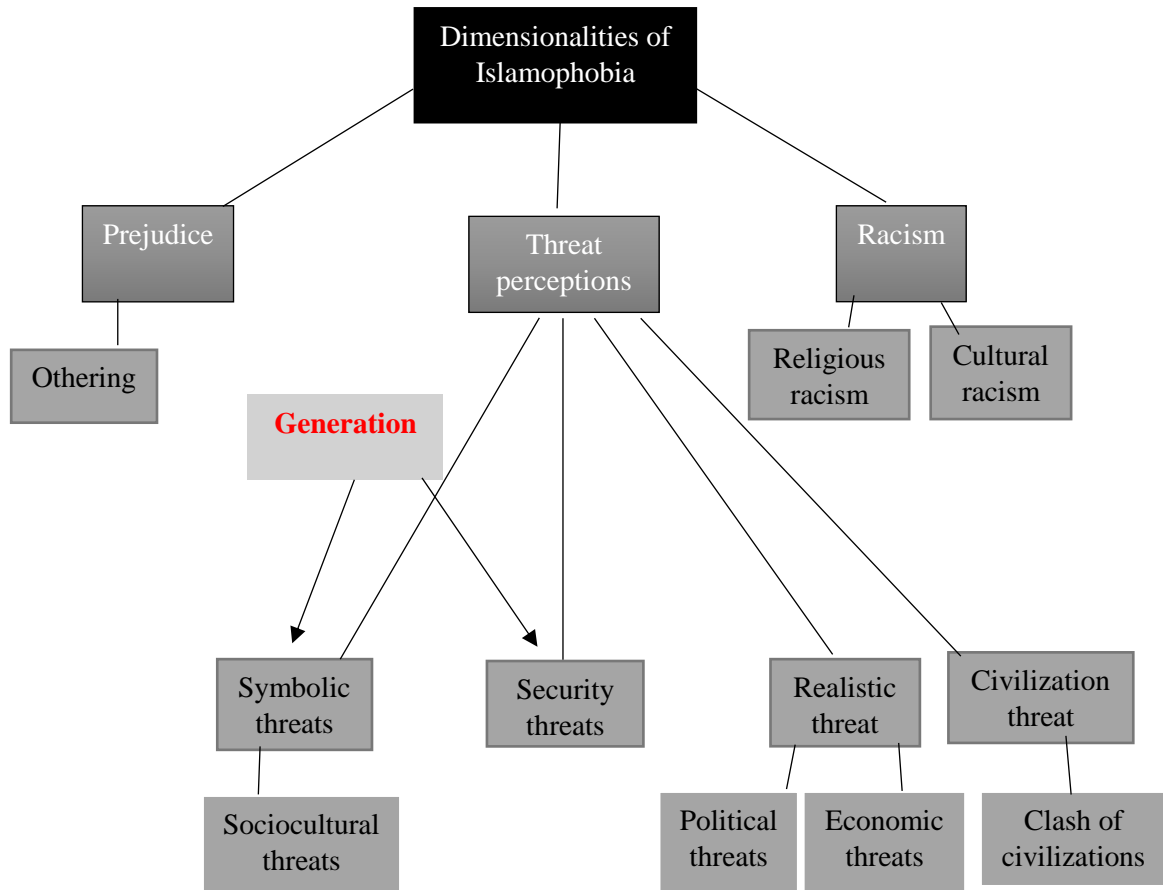 Dimensionalities of
Islamophobia
Prejudice
Threat
perceptions
Racism
Othering
Religious
racism
Cultural
racism
Generation
Symbolic
threats
Security
threats
Realistic
threat
Civilization
threat
Sociocultural
threats
Political
threats
Economic
threats
Clash of
civilizations